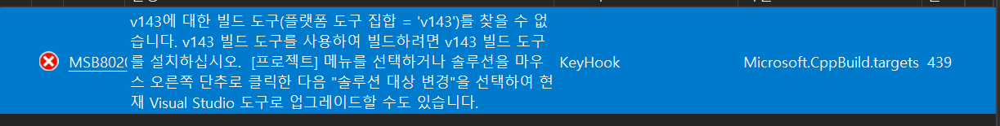 v143에 대한 빌드 도구(플랫폼 도구 집합 = 'v143')를 찾을 수 없
습니다. v143 빌드 도구를 사용하여 빌드하려면 v143 빌드 도구
를 설치하십시오.  [프로젝트] 메뉴를 선택하거나 솔루션을 마우
스 오른쪽 단추로 클릭한 다음 "솔루션 대상 변경"을 선택하여 현
재 Visual Studio 도구로 업그레이드할 수도 있습니다.
MSB8020
KeyHook
Microsoft.CppBuild.targets
439